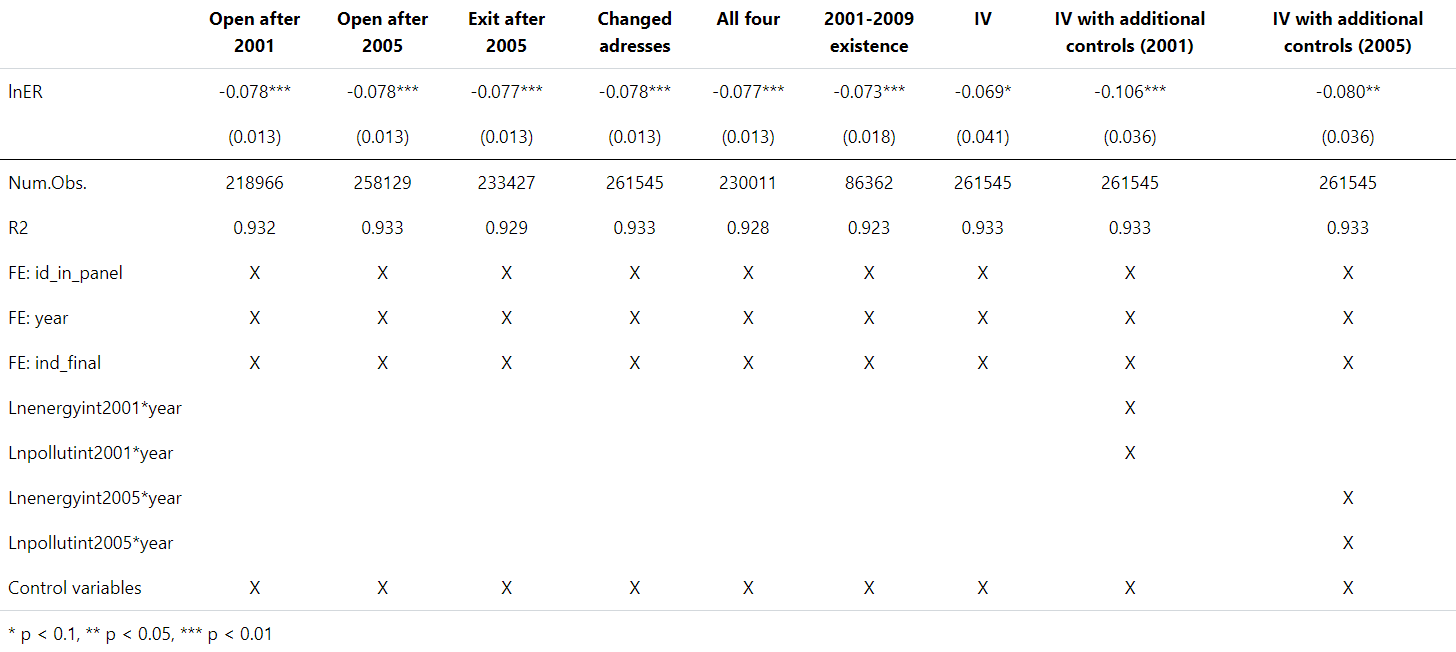 Open after 2001 Open after 2005 Exit after 2005 Changed adresses All four 2001-2009 existence IV IV with additional controls (2001) IV with additional controls (2005)
lnER -0.078*** -0.078*** -0.077*** -0.078*** -0.077*** -0.073*** -0.069* -0.106*** -0.080**
(0.013) (0.013) (0.013) (0.013) (0.013) (0.018) (0.041) (0.036) (0.036)
Num.Obs. 218966 258129 233427 261545 230011 86362 261545 261545 261545
R2 0.932 0.933 0.929 0.933 0.928 0.923 0.933 0.933 0.933
FE: id_in_panel X X X X X X X X X
FE: year X X X X X X X X X
FE: ind_final X X X X X X X X X
Lnenergyint2001*year X
Lnpollutint2001*year X
Lnenergyint2005*year X
Lnpollutint2005*year X
Control variables X X X X X X X X X
* p < 0.1, ** p < 0.05, *** p < 0.01